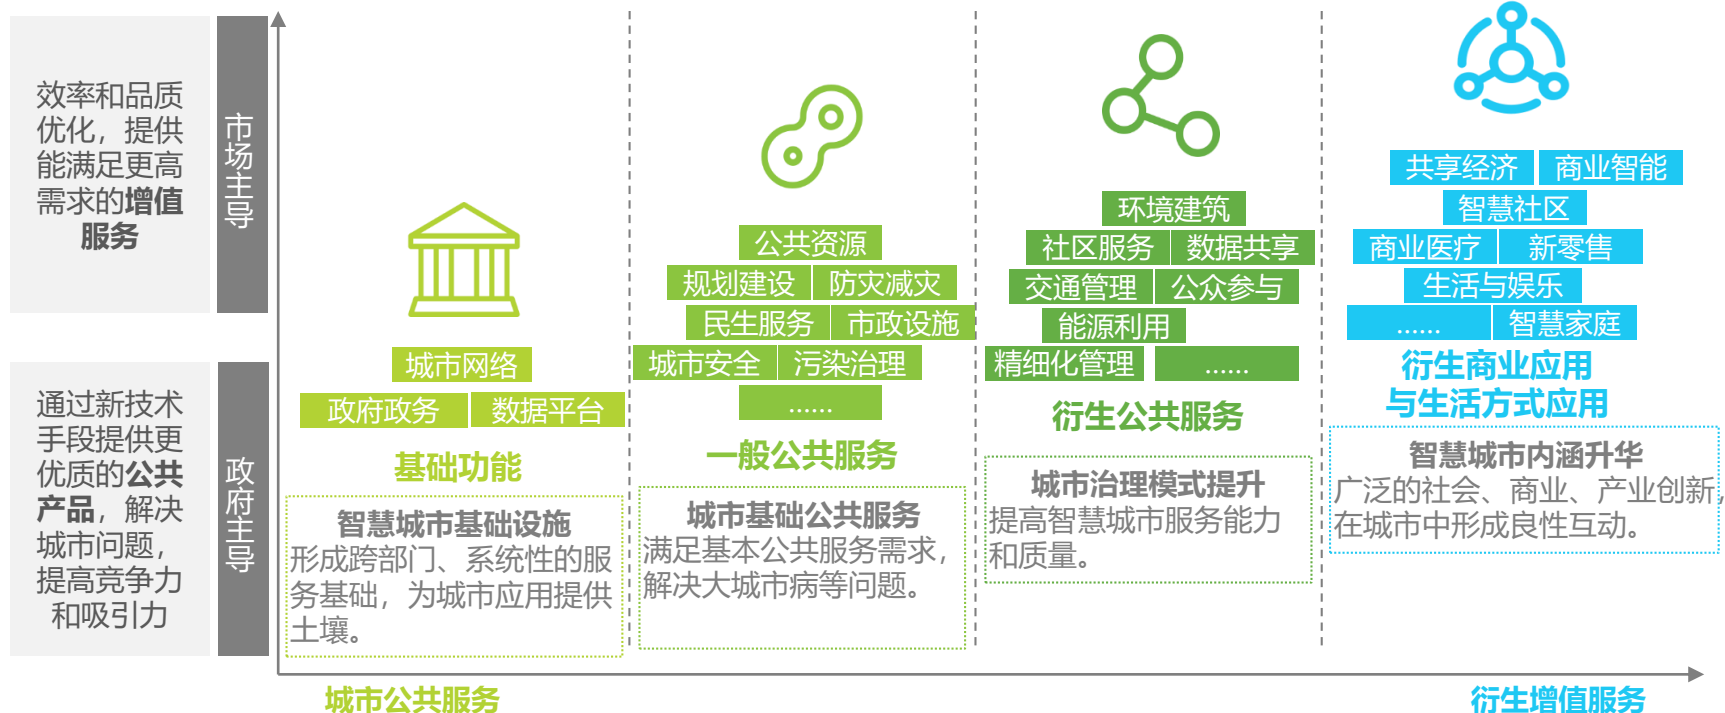 效率和品质
优化，提供
能满足更高
需求的增值
服务
市场主导
通过新技术
手段提供更
优质的公共
产品，解决
城市问题，
提高竞争力
和吸引力
政府主导
城市网络
政府政务 数据平台
基础功能
智慧城市基础设施
形成跨部门、系统性的服
务基础，为城市应用提供
土壤。
公共资源
规划建设 防灾减灾
民生服务 市政设施
城市安全 污染治理
......
一般公共服务
城市基础公共服务
满足基本公共服务需求，
解决大城市病等问题。
环境建筑
社区服务 数据共享
交通管理 公众参与
能源利用
精细化管理 ......
衍生公共服务
城市治理模式提升
提高智慧城市服务能力
和质量。
共享经济 商业智能
智慧社区
商业医疗 新零售
生活与娱乐
...... 智慧家庭
衍生商业应用
与生活方式应用
智慧城市内涵升华
广泛的社会、商业、产业创新，
在城市中形成良性互动。
城市公共服务
衍生增值服务